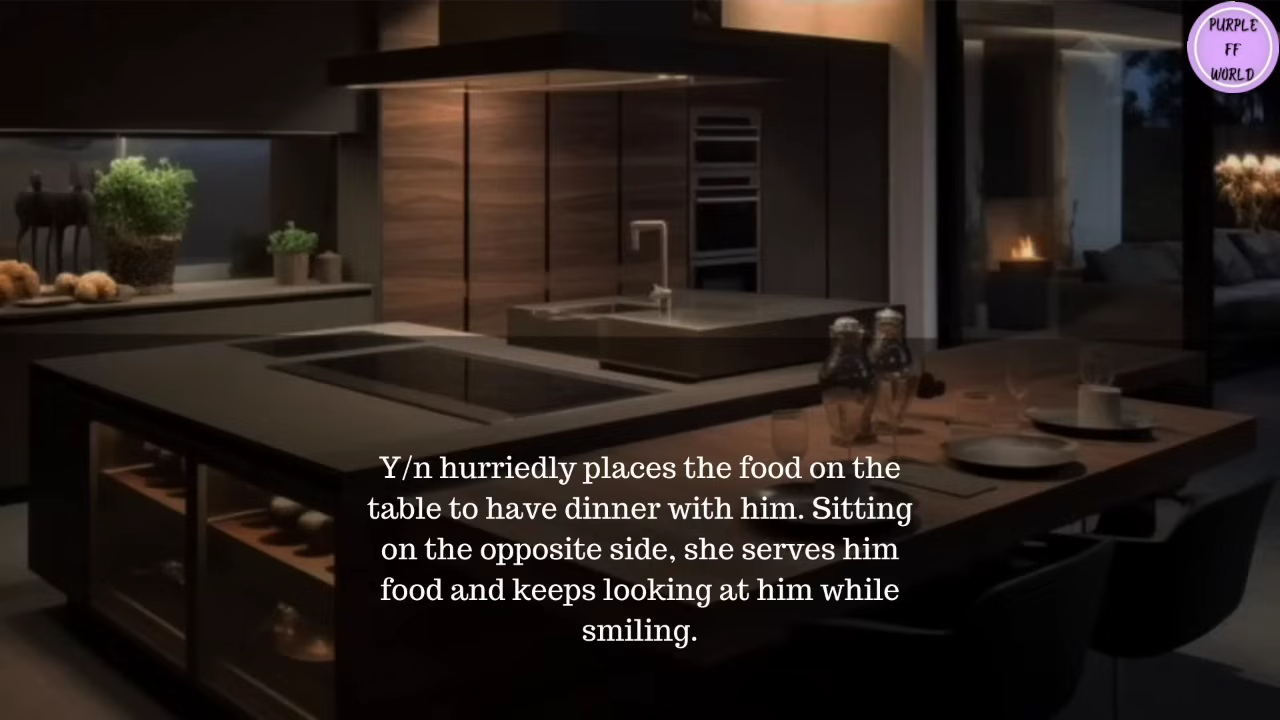 PURPLE
FF
WORLD
Y/n hurriedly places the food on the
table to have dinner with him. Sitting
on the opposite side, she serves him
food and keeps looking at him while
smiling.